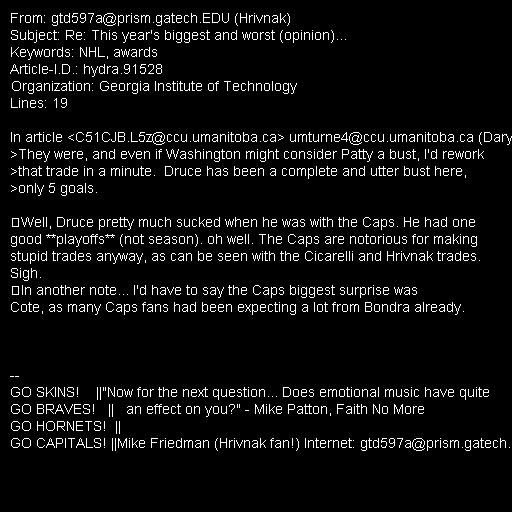 From: gtd597a@prism.gatech.EDU (Hrivnak)
Subject: Re: This year's biggest and worst (opinion)...
Keywords: NHL, awards
Article-I.D.: hydra.91528
Organization: Georgia Institute of Technology
Lines: 19

In article <C51CJB.L5z@ccu.umanitoba.ca> umturne4@ccu.umanitoba.ca (Dary
>They were, and even if Washington might consider Patty a bust, I'd rework
>that trade in a minute.  Druce has been a complete and utter bust here,
>only 5 goals.

Well, Druce pretty much sucked when he was with the Caps. He had one
good **playoffs** (not season). oh well. The Caps are notorious for making
stupid trades anyway, as can be seen with the Cicarelli and Hrivnak trades.
Sigh.
In another note... I'd have to say the Caps biggest surprise was
Cote, as many Caps fans had been expecting a lot from Bondra already.

--
GO SKINS!    ||"Now for the next question... Does emotional music have quite
GO BRAVES!   ||   an effect on you?" - Mike Patton, Faith No More
GO HORNETS!  ||
GO CAPITALS! ||Mike Friedman (Hrivnak fan!) Internet: gtd597a@prism.gatech.